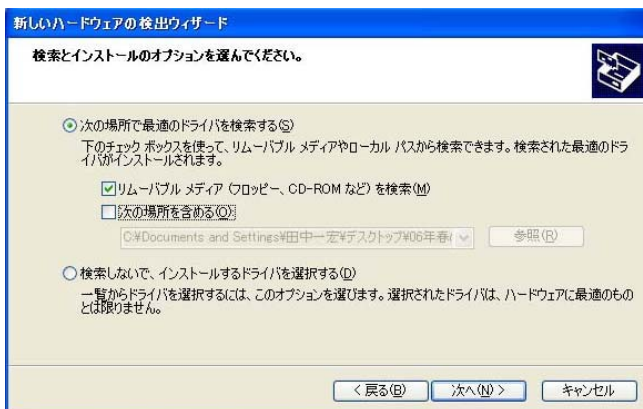 新しいハードウェアの検出ウィザード
検索とインストールのオプションを選んでください。
次の場所で最適のドライバを検索する(S)
下のチェック ボックスを使って、リムーバブル メディアやローカル パスから検索できます。検索された最適のドラ
イバがインストールされます。
リムーバブル メディア (フロッピー、CD-ROM など) を検索(M)
次の場所を含める(O):
C:¥Documents and Settings¥田中一宏¥デスクトップ¥06年春
参照(R)
検索しないで、インストールするドライバを選択する(D)
一覧からドライバを選択するには、このオプションを選びます。選択されたドライバは、ハードウェアに最適のもの
とは限りません。
< 戻る(B)
次へ(N) >
キャンセル